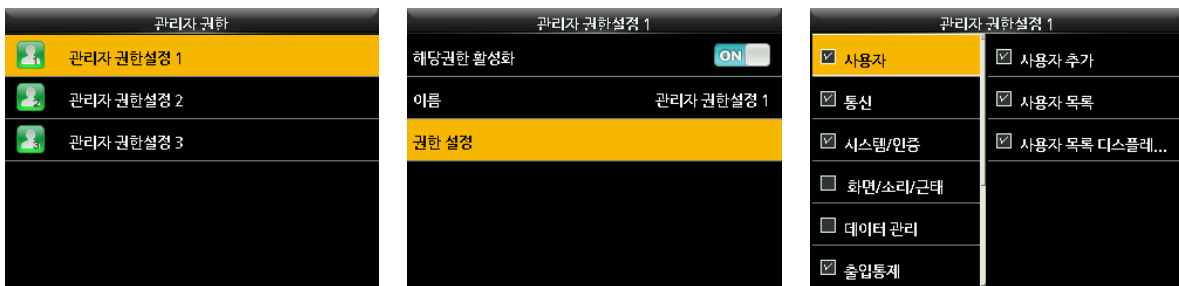 관리자 권한
관리자 권한설정 1
관리자 권한설정 2
관리자 권한설정 3
관리자 권한설정 1
해당권한 활성화 ON
이름 관리자 권한설정 1
권한 설정
관리자 권한설정 1
사용자
통신
시스템/인증
화면/소리/근태
데이터 관리
출입통제
사용자 추가
사용자 목록
사용자 목록 디스플레...